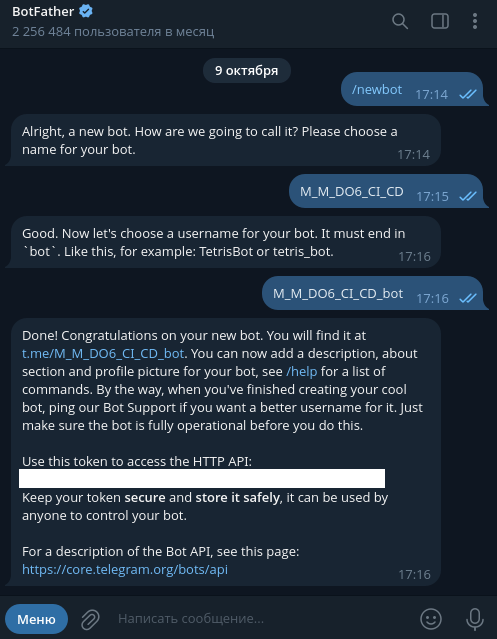 BotFather
2 256 484 пользователя в месяц
9 октября
/newbot 17:14
Alright, a new bot. How are we going to call it? Please choose a
name for your bot. 17:14
M_M_DO6_CI_CD 17:15
Good. Now let's choose a username for your bot. It must end in
`bot`. Like this, for example: TetrisBot or tetris_bot. 17:16
M_M_DO6_CI_CD_bot 17:16
Done! Congratulations on your new bot. You will find it at
t.me/M_M_DO6_CI_CD_bot. You can now add a description, about
section and profile picture for your bot, see /help for a list of
commands. By the way, when you've finished creating your cool
bot, ping our Bot Support if you want a better username for it. Just
make sure the bot is fully operational before you do this.
Use this token to access the HTTP API:
Keep your token secure and store it safely, it can be used by
anyone to control your bot.
For a description of the Bot API, see this page:
https://core.telegram.org/bots/api 17:16
Меню Написать сообщение...